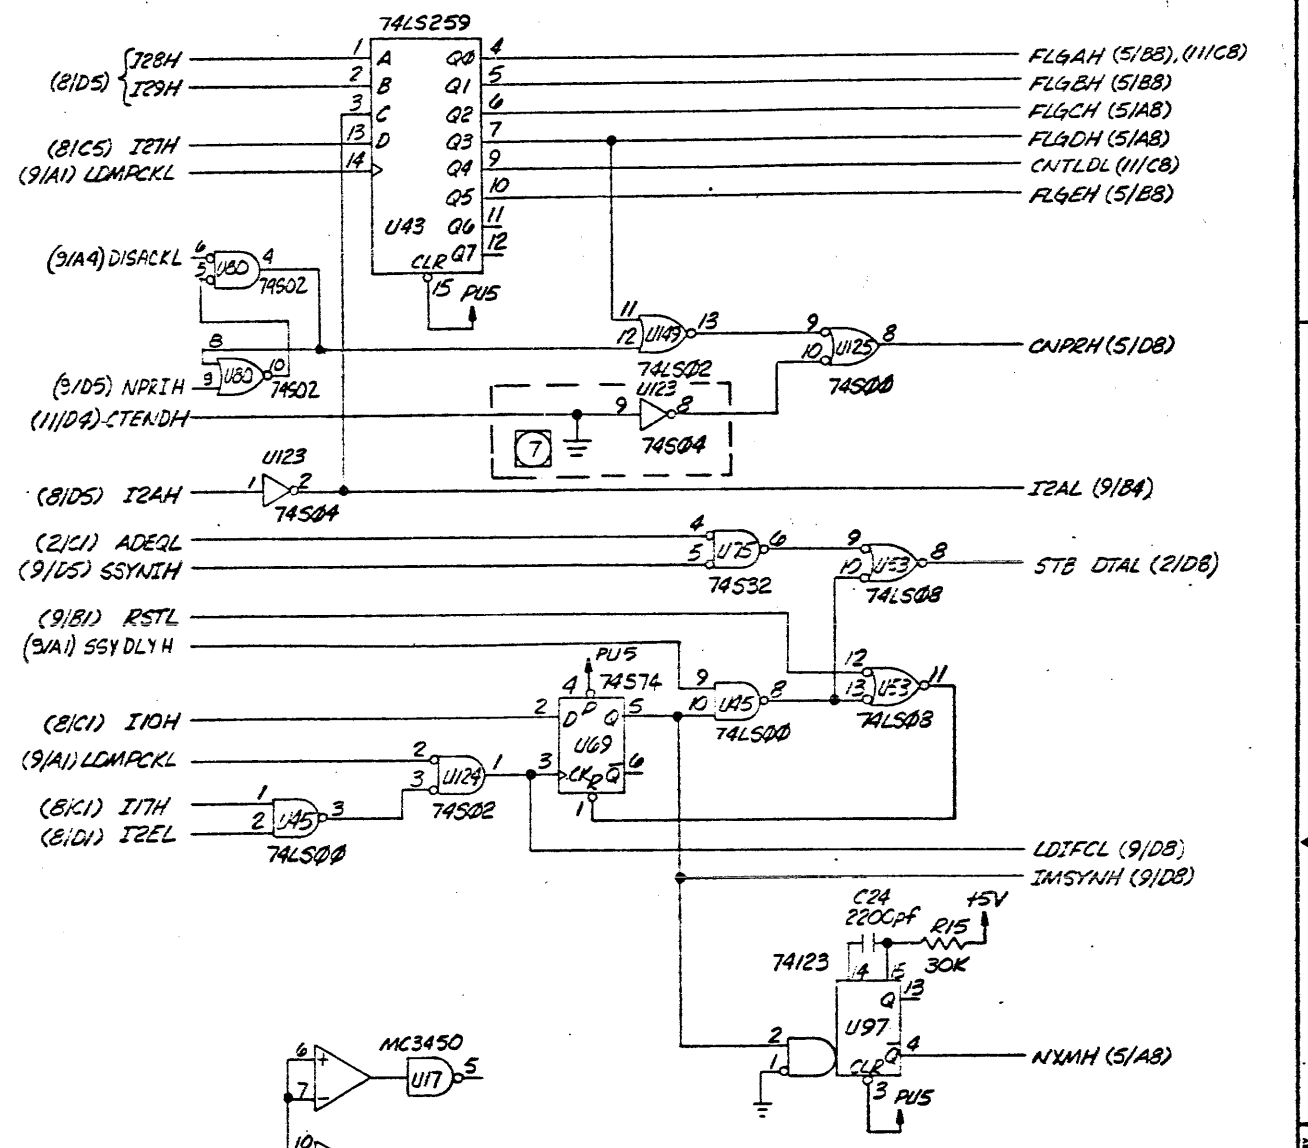 74LS259
(8/D5) I28H 1 A Q0 4 FLGAH (5/B8), (11/C8)
I29H 2 B Q1 5 FLGBH (5/B8)
3 C Q2 6 FLGCH (5/A8)
(8/C5) I27H 13 D Q3 7 FLGDH (5/A8)
(9/A1) LDMPCKL 14 Q4 9 CNTLDL (11/C8)
Q5 10 FLGEH (5/B8)
U43 Q6 11
Q7 12
CLR
15 PU5
(9/A4) DISACKL 6 5 U80 4
74S02
11 12 U149 13
74LS02
9 10 U125 8 CNPRH (5/D8)
74S00
8
9 U80 10
(9/D5) NPRIH 74S02
(11/D4) CTENDH
U123
9 8
7 74S04
U123
(8/D5) I2AH 1 2 I2AL (9/B4)
74S04
(2/C1) ADEQL 4
(9/D5) SSYNIH 5 U75 6
74S32
9 10 U53 8 STB DTAL (2/D8)
74LS08
(9/B1) RSTL
(9/A1) SSYDLYH
PU5
4 74S74
9 10 U45 8
74LS00
12 13 U53 11
74LS08
(8/C1) I10H 2 D P Q 5
U69
(9/A1) LDMPCKL 2
3 U124 1 3 CK R Q 6
74S02 1
(8/C1) I17H 1
(8/D1) I2EL 2 U45 3
74LS00
LDIFCL (9/D8)
IMSYNH (9/D8)
C24
2200pf
R15
+5V
30K
74123 14 15
Q 13
U97
2
1
Q 4 NXMH (5/A8)
CLR
3 PU5
6 +
7 -
MC3450
U17 5
10